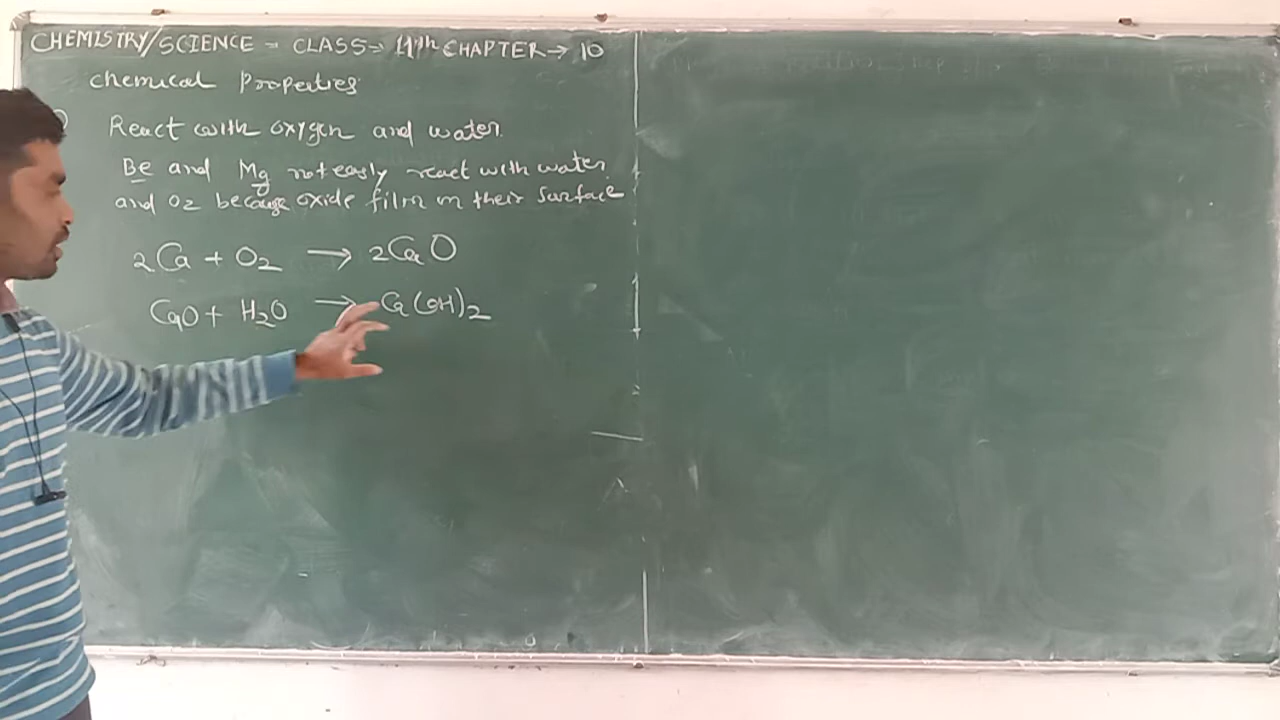 CHEMISTRY/SCIENCE = CLASS→ 11th CHAPTER → 10
chemical Properties
React with oxygen and water.
Be and Mg not easly react with water
and O2 because oxide film on their surface
2Ca + O2 → 2CaO
CaO + H2O → Ca(OH)2